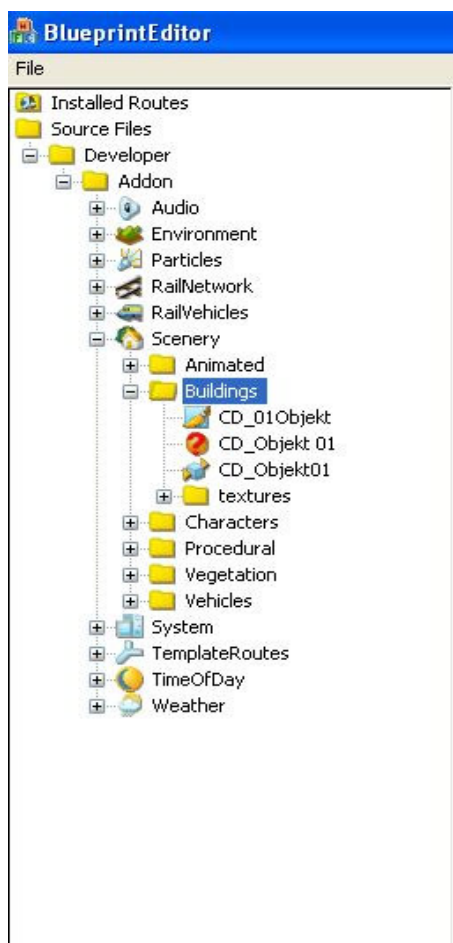 BlueprintEditor
File
Installed Routes
Source Files
Developer
Addon
Audio
Environment
Particles
RailNetwork
RailVehicles
Scenery
Animated
Buildings
CD_01Objekt
CD_Objekt 01
CD_Objekt01
textures
Characters
Procedural
Vegetation
Vehicles
System
TemplateRoutes
TimeOfDay
Weather